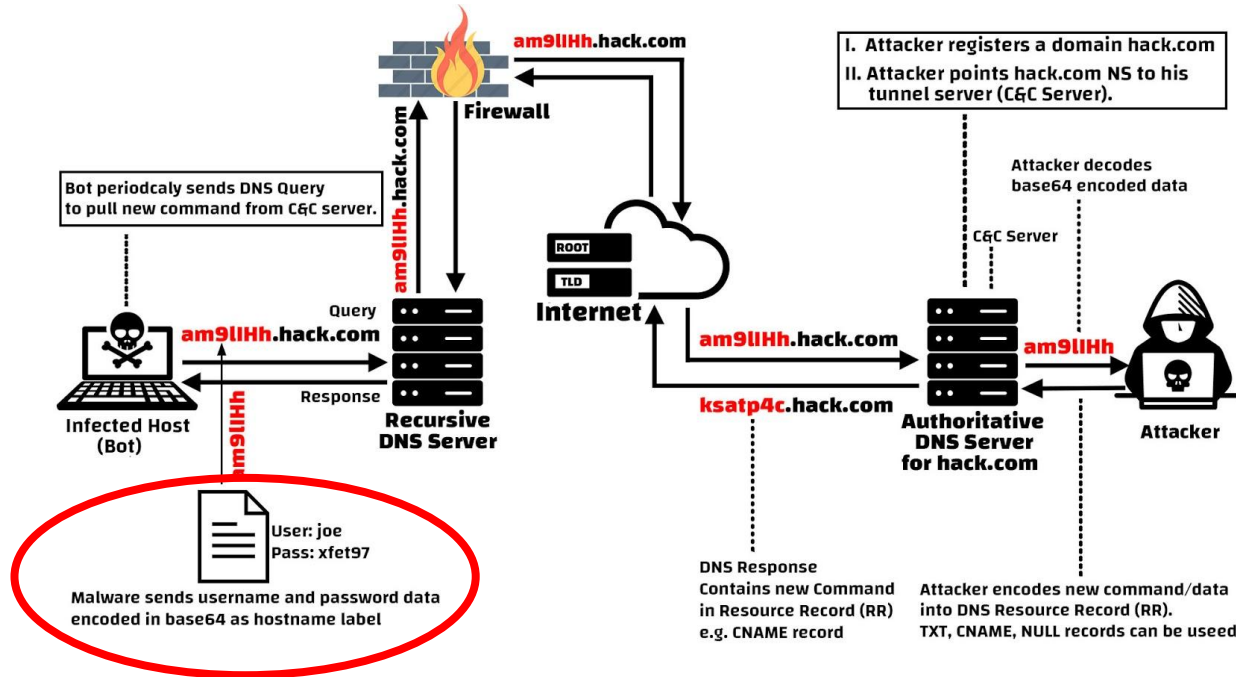 am9lIHh.hack.com
Firewall
am9lIHh.hack.com
I. Attacker registers a domain hack.com
II. Attacker points hack.com NS to his
tunnel server (C&C Server).
Bot periodcaly sends DNS Query
to pull new command from C&C server.
Attacker decodes
base64 encoded data
C&C Server
ROOT
TLD
Internet
Query
am9lIHh.hack.com
Response
Infected Host
(Bot)
Recursive
DNS Server
am9lIHh
am9lIHh.hack.com
ksatp4c.hack.com
am9lIHh
Authoritative
DNS Server
for hack.com
Attacker
User: joe
Pass: xfet97
Malware sends username and password data
encoded in base64 as hostname label
DNS Response
Contains new Command
in Resource Record (RR)
e.g. CNAME record
Attacker encodes new command/data
into DNS Resource Record (RR).
TXT, CNAME, NULL records can be useed